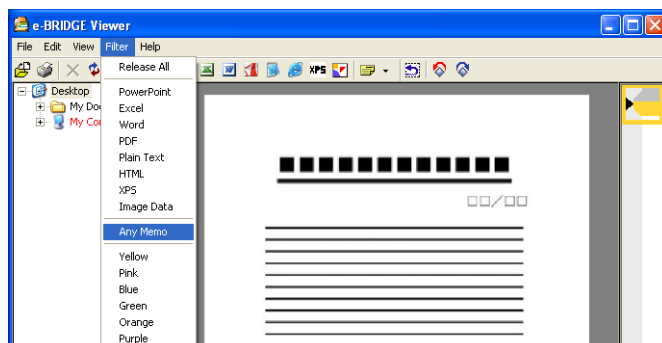 e-BRIDGE Viewer
File Edit View Filter Help
XPS
Release All
Desktop
My Do
My Co
PowerPoint
Excel
Word
PDF
Plain Text
HTML
XPS
Image Data
Any Memo
Yellow
Pink
Blue
Green
Orange
Purple
■■■■■■■■■■■■
□□/□□